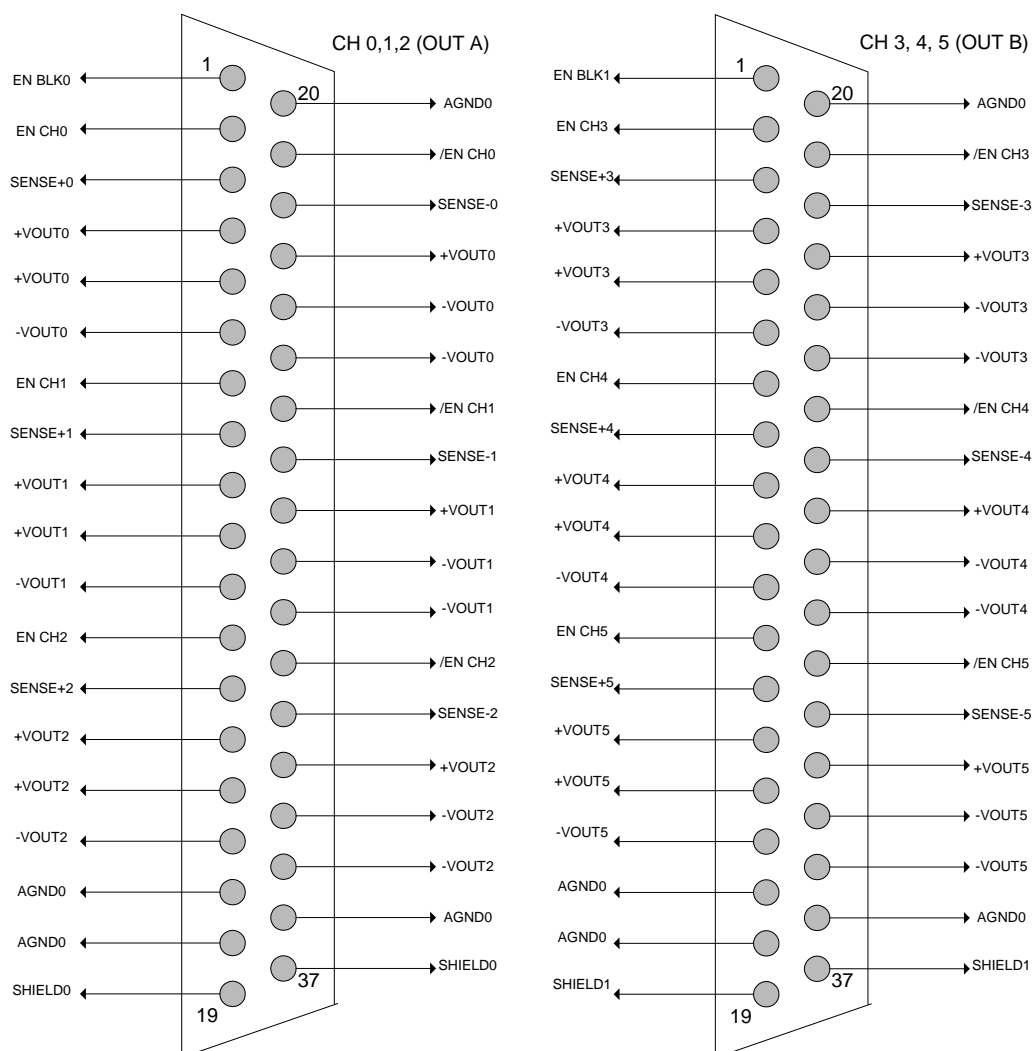 CH 0,1,2 (OUT A)
1
EN BLK0
20
AGND0
EN CH0
/EN CH0
SENSE+0
SENSE-0
+VOUT0
+VOUT0
+VOUT0
-VOUT0
-VOUT0
-VOUT0
EN CH1
/EN CH1
SENSE+1
SENSE-1
+VOUT1
+VOUT1
+VOUT1
-VOUT1
-VOUT1
-VOUT1
EN CH2
/EN CH2
SENSE+2
SENSE-2
+VOUT2
+VOUT2
+VOUT2
-VOUT2
-VOUT2
-VOUT2
AGND0
AGND0
AGND0
SHIELD0
37
SHIELD0
19
CH 3, 4, 5 (OUT B)
1
EN BLK1
20
AGND0
EN CH3
/EN CH3
SENSE+3
SENSE-3
+VOUT3
+VOUT3
+VOUT3
-VOUT3
-VOUT3
-VOUT3
EN CH4
/EN CH4
SENSE+4
SENSE-4
+VOUT4
+VOUT4
+VOUT4
-VOUT4
-VOUT4
-VOUT4
EN CH5
/EN CH5
SENSE+5
SENSE-5
+VOUT5
+VOUT5
+VOUT5
-VOUT5
-VOUT5
-VOUT5
AGND0
AGND0
AGND0
SHIELD1
37
SHIELD1
19